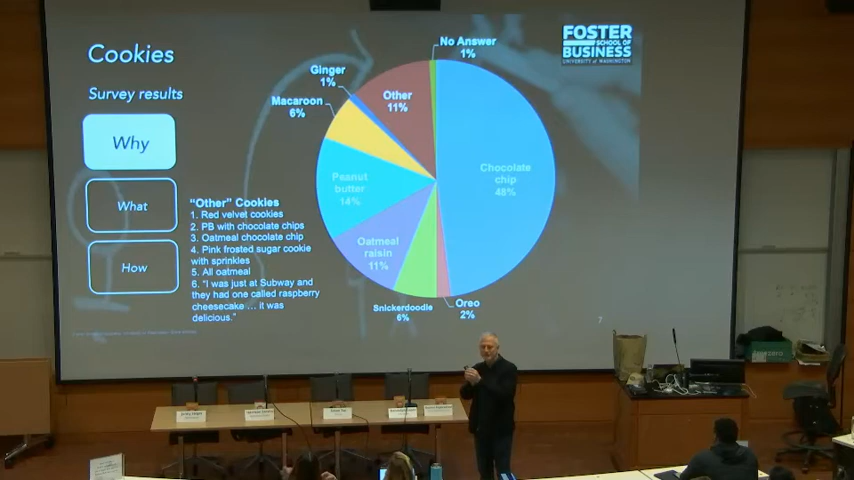 Cookies
Survey results
Why
What
How
"Other" Cookies
1. Red velvet cookies
2. PB with chocolate chips
3. Oatmeal chocolate chip
4. Pink frosted sugar cookie
with sprinkles
5. All oatmeal
6. "I was just at Subway and
they had one called raspberry
cheesecake ... it was
delicious."
No Answer
1%
Ginger
1%
Other
11%
Macaroon
6%
Chocolate
chip
48%
Peanut
butter
14%
Oatmeal
raisin
11%
Snickerdoodle
6%
Oreo
2%
FOSTER
SCHOOL OF
BUSINESS
UNIVERSITY OF WASHINGTON
7